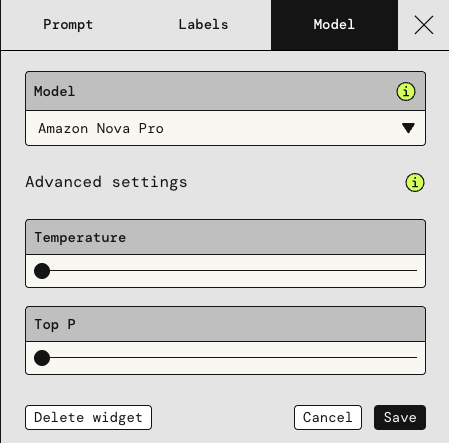 Prompt Labels Model
Model
i
Amazon Nova Pro
Advanced settings
i
Temperature
Top P
Delete widget Cancel Save